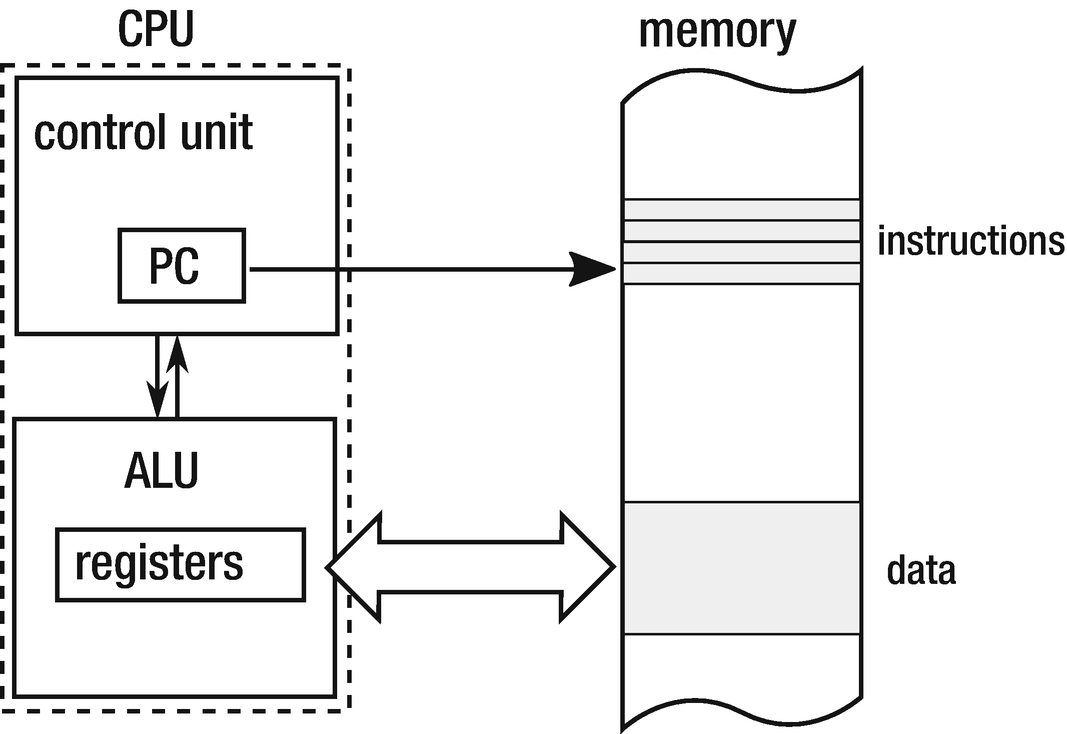 CPU
memory
control unit
PC
instructions
ALU
registers
data